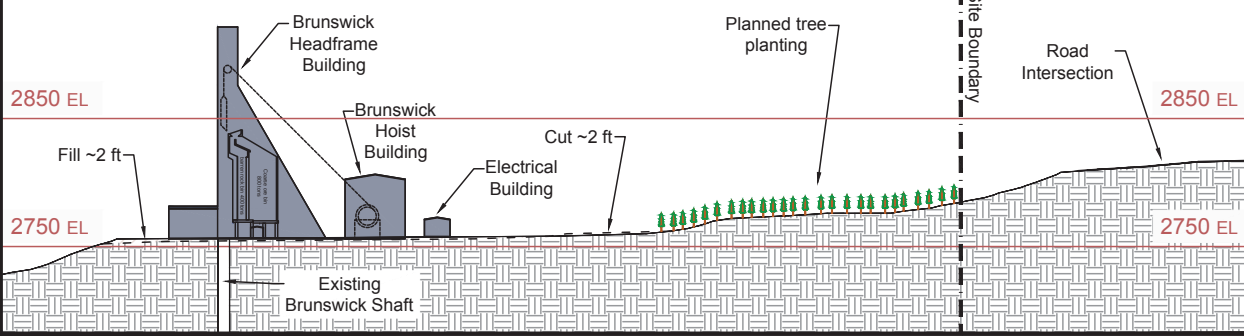 Brunswick
Headframe
Building
Planned tree
planting
Site Boundary
Road
Intersection
2850 EL
2850 EL
Brunswick
Hoist
Building
Fill ~2 ft
Cut ~2 ft
Electrical
Building
2750 EL
2750 EL
Existing
Brunswick Shaft